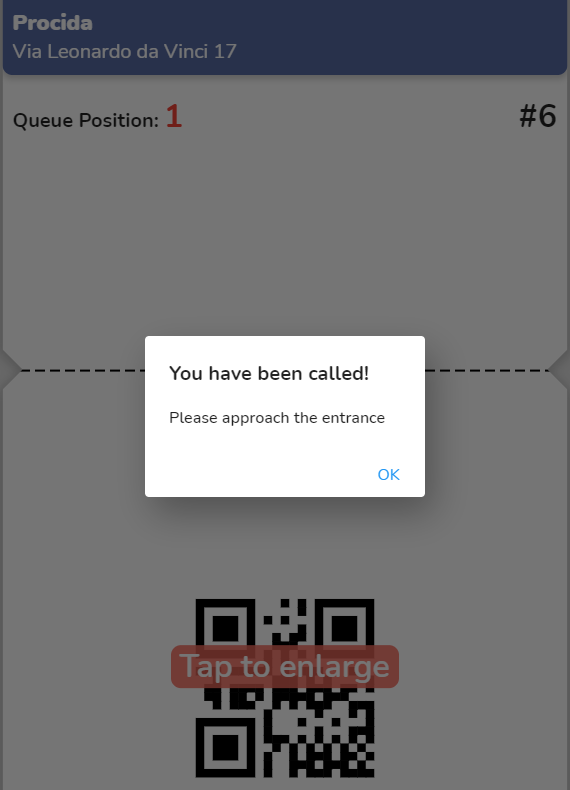 Procida
Via Leonardo da Vinci 17
Queue Position: 1
#6
You have been called!
Please approach the entrance
OK
Tap to enlarge